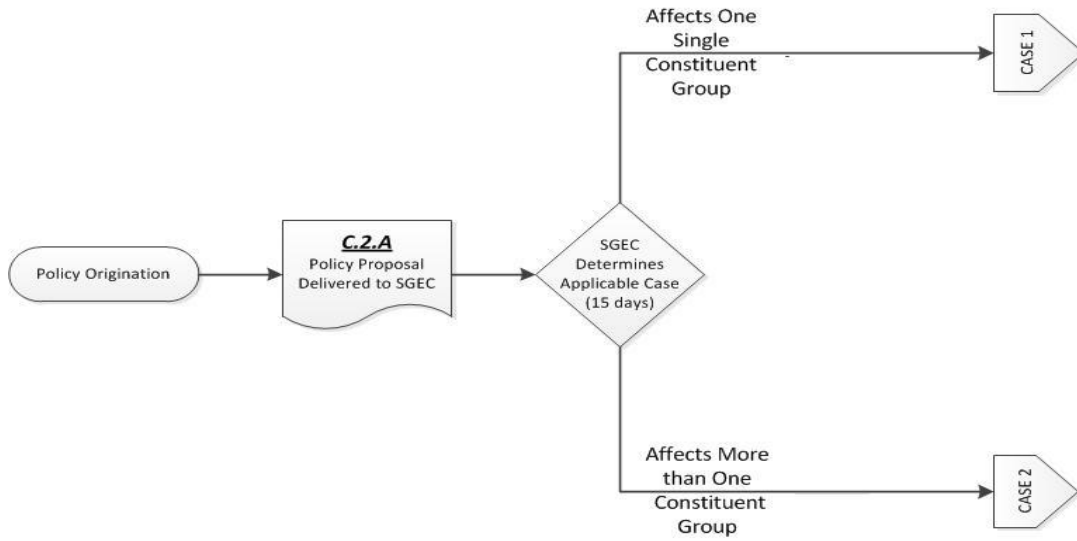 Affects One
Single
Constituent
Group
CASE 1
Policy Origination
C.2.A
Policy Proposal
Delivered to SGEC
SGEC
Determines
Applicable Case
(15 days)
Affects More
than One
Constituent
Group
CASE 2